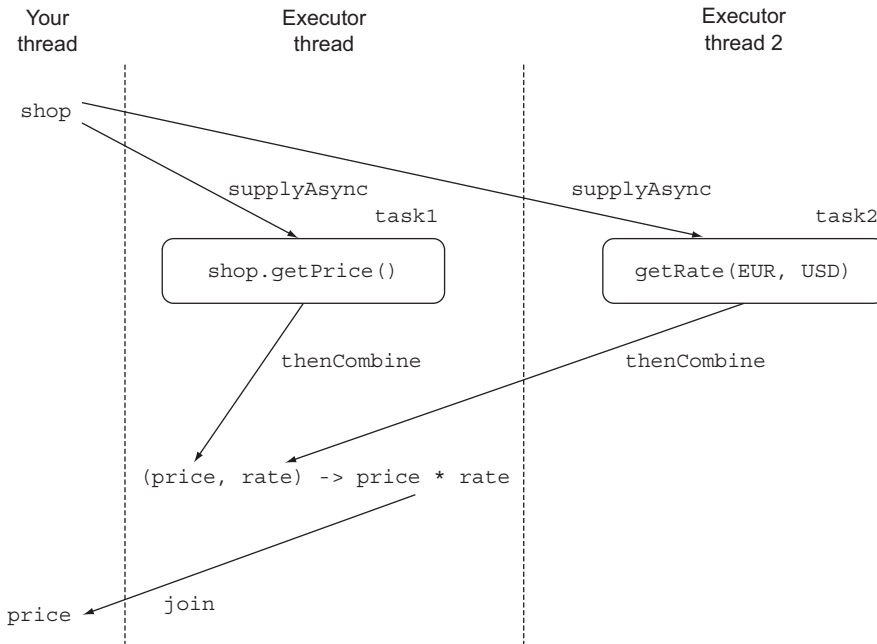 Your
thread
Executor
thread
Executor
thread 2
shop
supplyAsync
supplyAsync
task1
task2
shop.getPrice()
getRate(EUR, USD)
thenCombine
thenCombine
(price, rate) -> price * rate
price
join